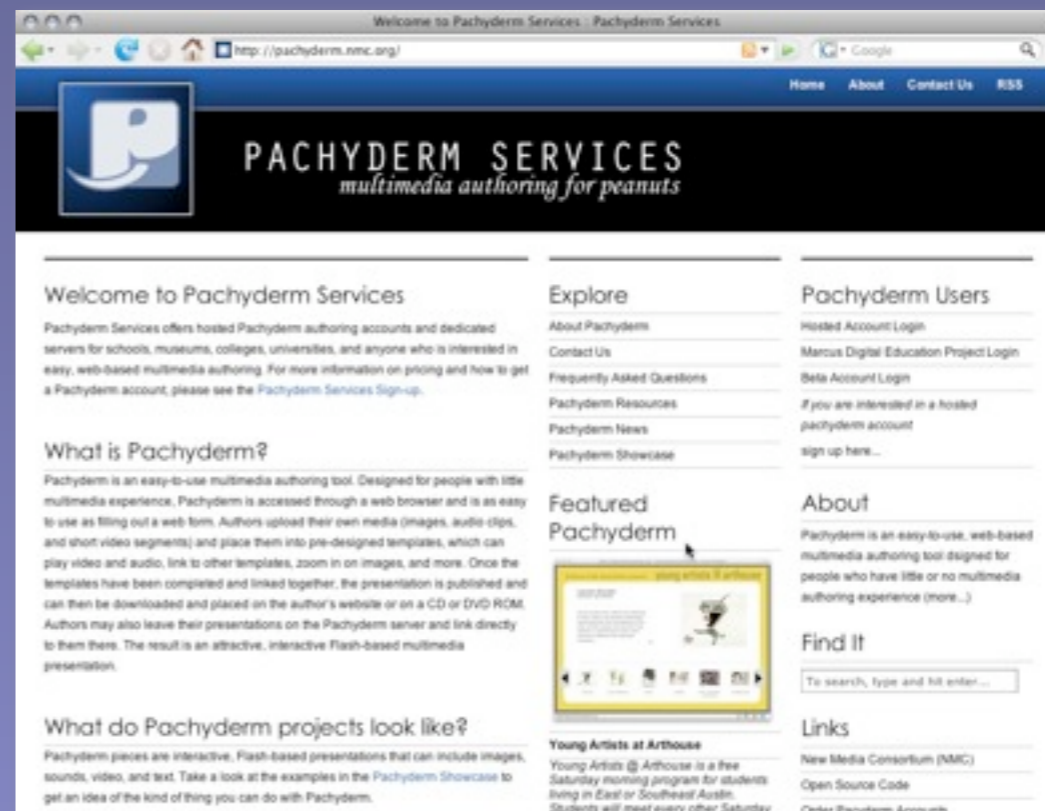 Welcome to Pachyderm Services : Pachyderm Services
http://pachyderm.nmc.org/
Google
Home About Contact Us RSS
PACHYDERM SERVICES
multimedia authoring for peanuts
Welcome to Pachyderm Services
Pachyderm Services offers hosted Pachyderm authoring accounts and dedicated
servers for schools, museums, colleges, universities, and anyone who is interested in
easy, web-based multimedia authoring. For more information on pricing and how to get
a Pachyderm account, please see the Pachyderm Services Sign-up.
What is Pachyderm?
Pachyderm is an easy-to-use multimedia authoring tool. Designed for people with little
multimedia experience, Pachyderm is accessed through a web browser and is as easy
to use as filling out a web form. Authors upload their own media (images, audio clips,
and short video segments) and place them into pre-designed templates, which can
play video and audio, link to other templates, zoom in on images, and more. Once the
templates have been completed and linked together, the presentation is published and
can then be downloaded and placed on the author's website or on a CD or DVD ROM.
Authors may also leave their presentations on the Pachyderm server and link directly
to them there. The result is an attractive, interactive Flash-based multimedia
presentation.
What do Pachyderm projects look like?
Pachyderm pieces are interactive, Flash-based presentations that can include images,
sounds, video, and text. Take a look at the examples in the Pachyderm Showcase to
get an idea of the kind of thing you can do with Pachyderm.
Explore
About Pachyderm
Contact Us
Frequently Asked Questions
Pachyderm Resources
Pachyderm News
Pachyderm Showcase
Featured
Pachyderm
young artists @ arthouse
Young Artists at Arthouse
Young Artists @ Arthouse is a free
Saturday morning program for students
living in East or Southeast Austin.
Students will meet every other Saturday
Pachyderm Users
Hosted Account Login
Marcus Digital Education Project Login
Beta Account Login
If you are interested in a hosted
pachyderm account
sign up here...
About
Pachyderm is an easy-to-use, web-based
multimedia authoring tool dsigned for
people who have little or no multimedia
authoring experience (more...)
Find It
To search, type and hit enter...
Links
New Media Consortium (NMC)
Open Source Code
Order Pachyderm Accounts